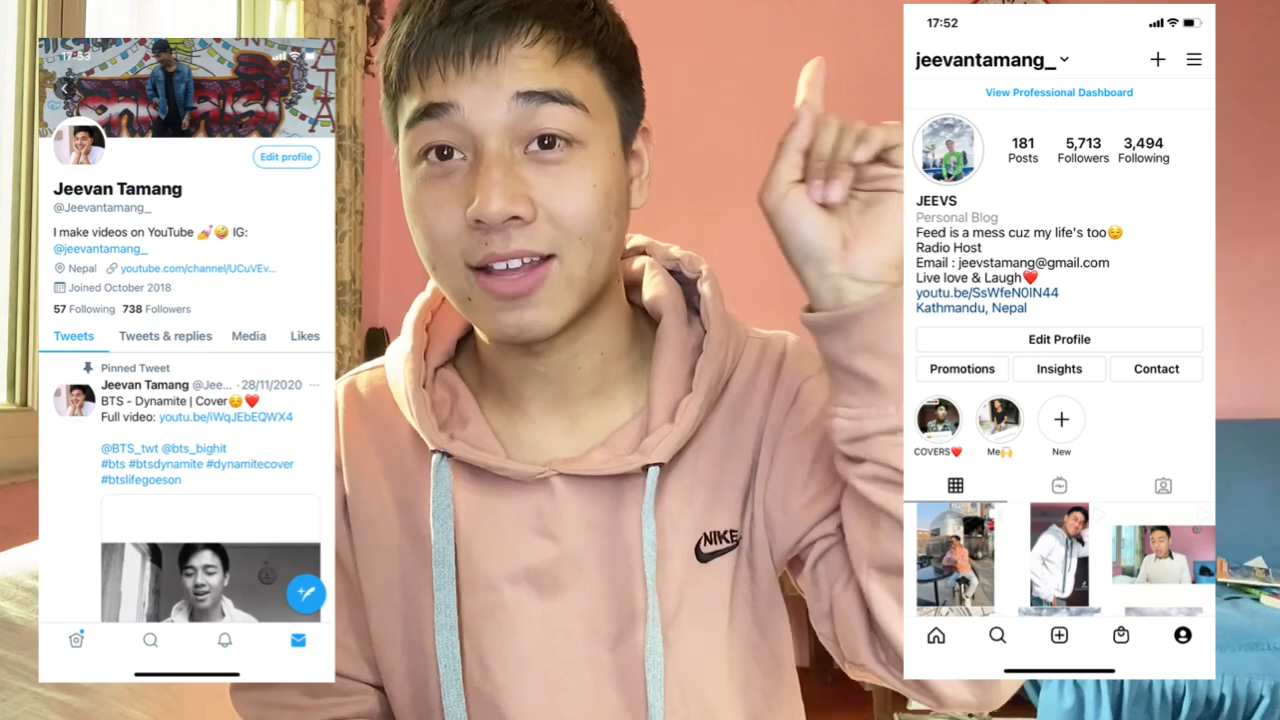 17:53
Edit profile
Jeevan Tamang
@Jeevantamang_
I make videos on YouTube 💅🤪 IG:
@jeevantamang_
Nepal youtube.com/channel/UCuVEv...
Joined October 2018
57 Following 738 Followers
Tweets Tweets & replies Media Likes
Pinned Tweet
Jeevan Tamang @Jee... · 28/11/2020 ···
BTS - Dynamite | Cover😌❤️
Full video: youtu.be/iWqJEbEQWX4
@BTS_twt @bts_bighit
#bts #btsdynamite #dynamitecover
#btslifegoeson
NIKE
17:52
jeevantamang_
View Professional Dashboard
181 5,713 3,494
Posts Followers Following
JEEVS
Personal Blog
Feed is a mess cuz my life's too😌
Radio Host
Email : jeevstamang@gmail.com
Live love & Laugh❤️
youtu.be/SsWfeN0IN44
Kathmandu, Nepal
Edit Profile
Promotions Insights Contact
COVERS❤️ Me🙌 New